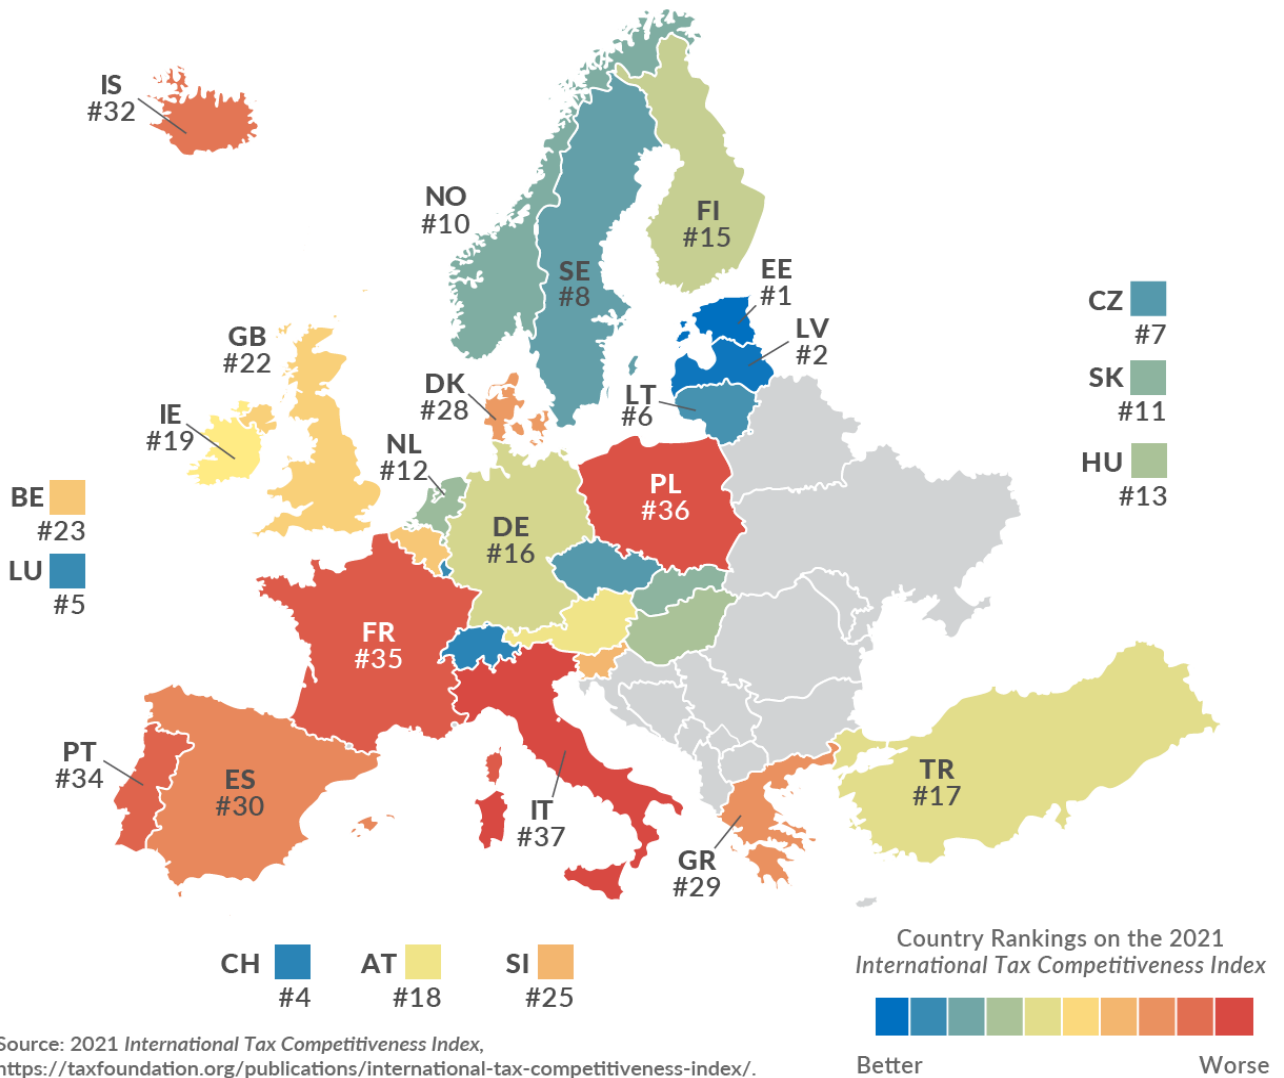 IS
#32
NO
#10
FI
#15
SE
#8
EE
#1
LV
#2
CZ
#7
GB
#22
DK
#28
LT
#6
SK
#11
IE
#19
NL
#12
HU
#13
BE
#23
PL
#36
DE
#16
LU
#5
FR
#35
PT
#34
ES
#30
IT
#37
TR
#17
GR
#29
CH
#4
AT
#18
SI
#25
Country Rankings on the 2021
International Tax Competitiveness Index
Better
Worse
Source: 2021 International Tax Competitiveness Index,
https://taxfoundation.org/publications/international-tax-competitiveness-index/.